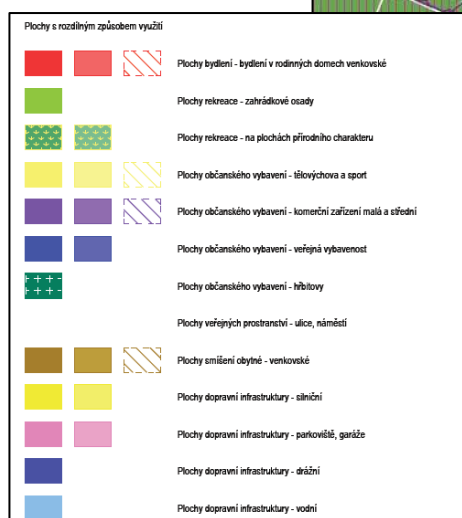 Plochy s rozdílným způsobem využití
Plochy bydlení - bydlení v rodinných domech venkovské
Plochy rekreace - zahrádkové osady
Plochy rekreace - na plochách přírodního charakteru
Plochy občanského vybavení - tělovýchova a sport
Plochy občanského vybavení - komerční zařízení malá a střední
Plochy občanského vybavení - veřejná vybavenost
Plochy občanského vybavení - hřbitovy
Plochy veřejných prostranství - ulice, náměstí
Plochy smíšení obytné - venkovské
Plochy dopravní infrastruktury - silniční
Plochy dopravní infrastruktury - parkoviště, garáže
Plochy dopravní infrastruktury - drážní
Plochy dopravní infrastruktury - vodní